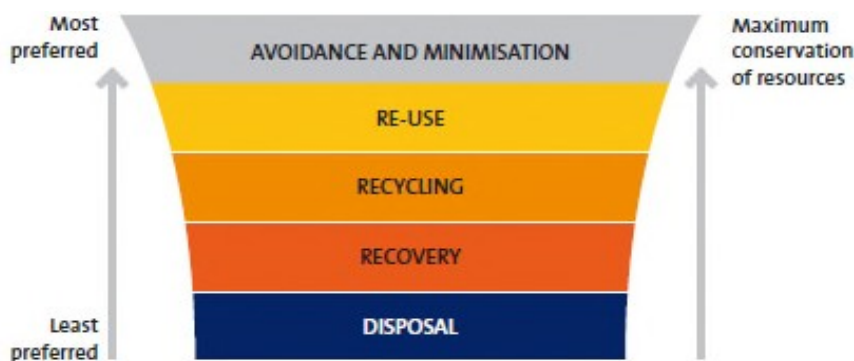 Most
preferred
AVOIDANCE AND MINIMISATION
Maximum
conservation
of resources
RE-USE
RECYCLING
RECOVERY
DISPOSAL
Least
preferred